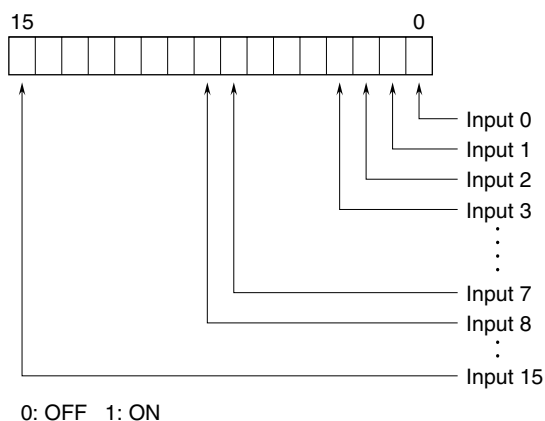 15 0
Input 0
Input 1
Input 2
Input 3
Input 7
Input 8
Input 15
0: OFF 1: ON